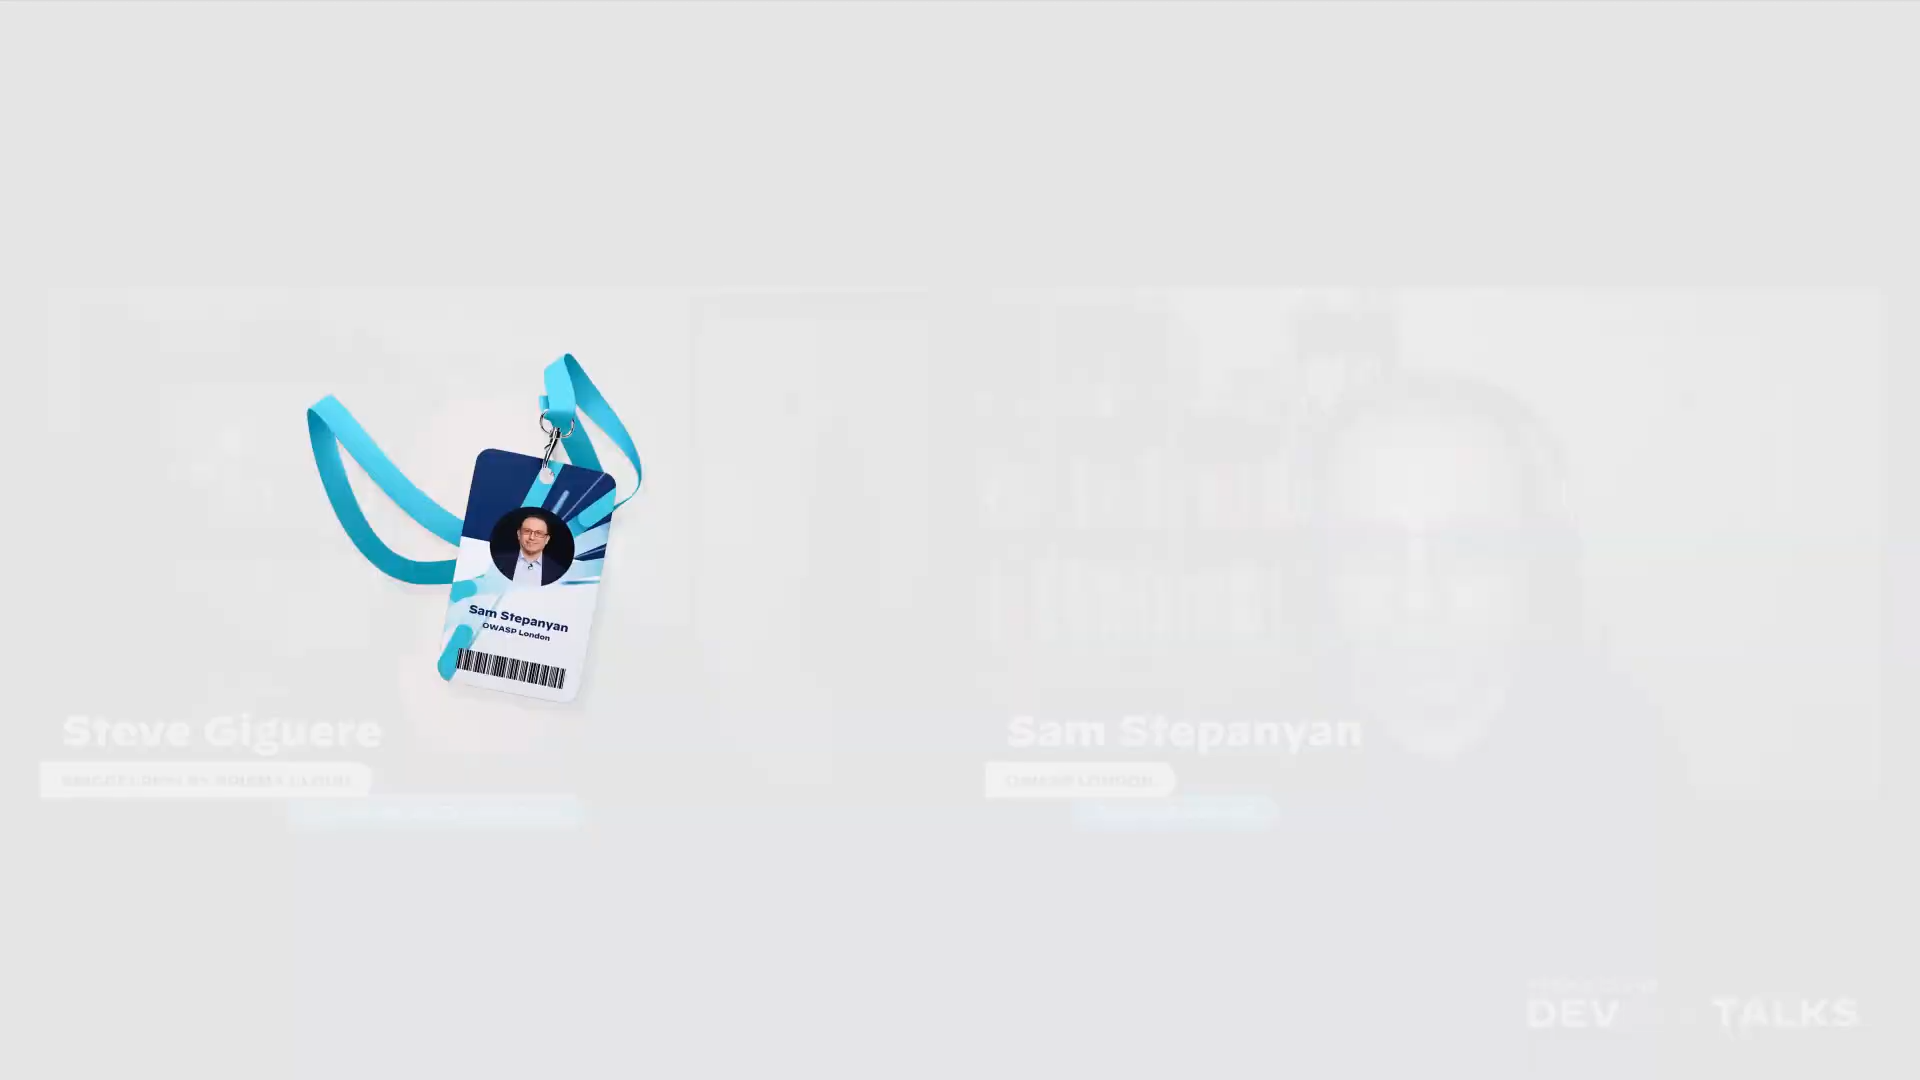 Sam Stepanyan
OWASP London
Steve Giguere
Sam Stepanyan
OWASP LONDON
DEV
TALKS